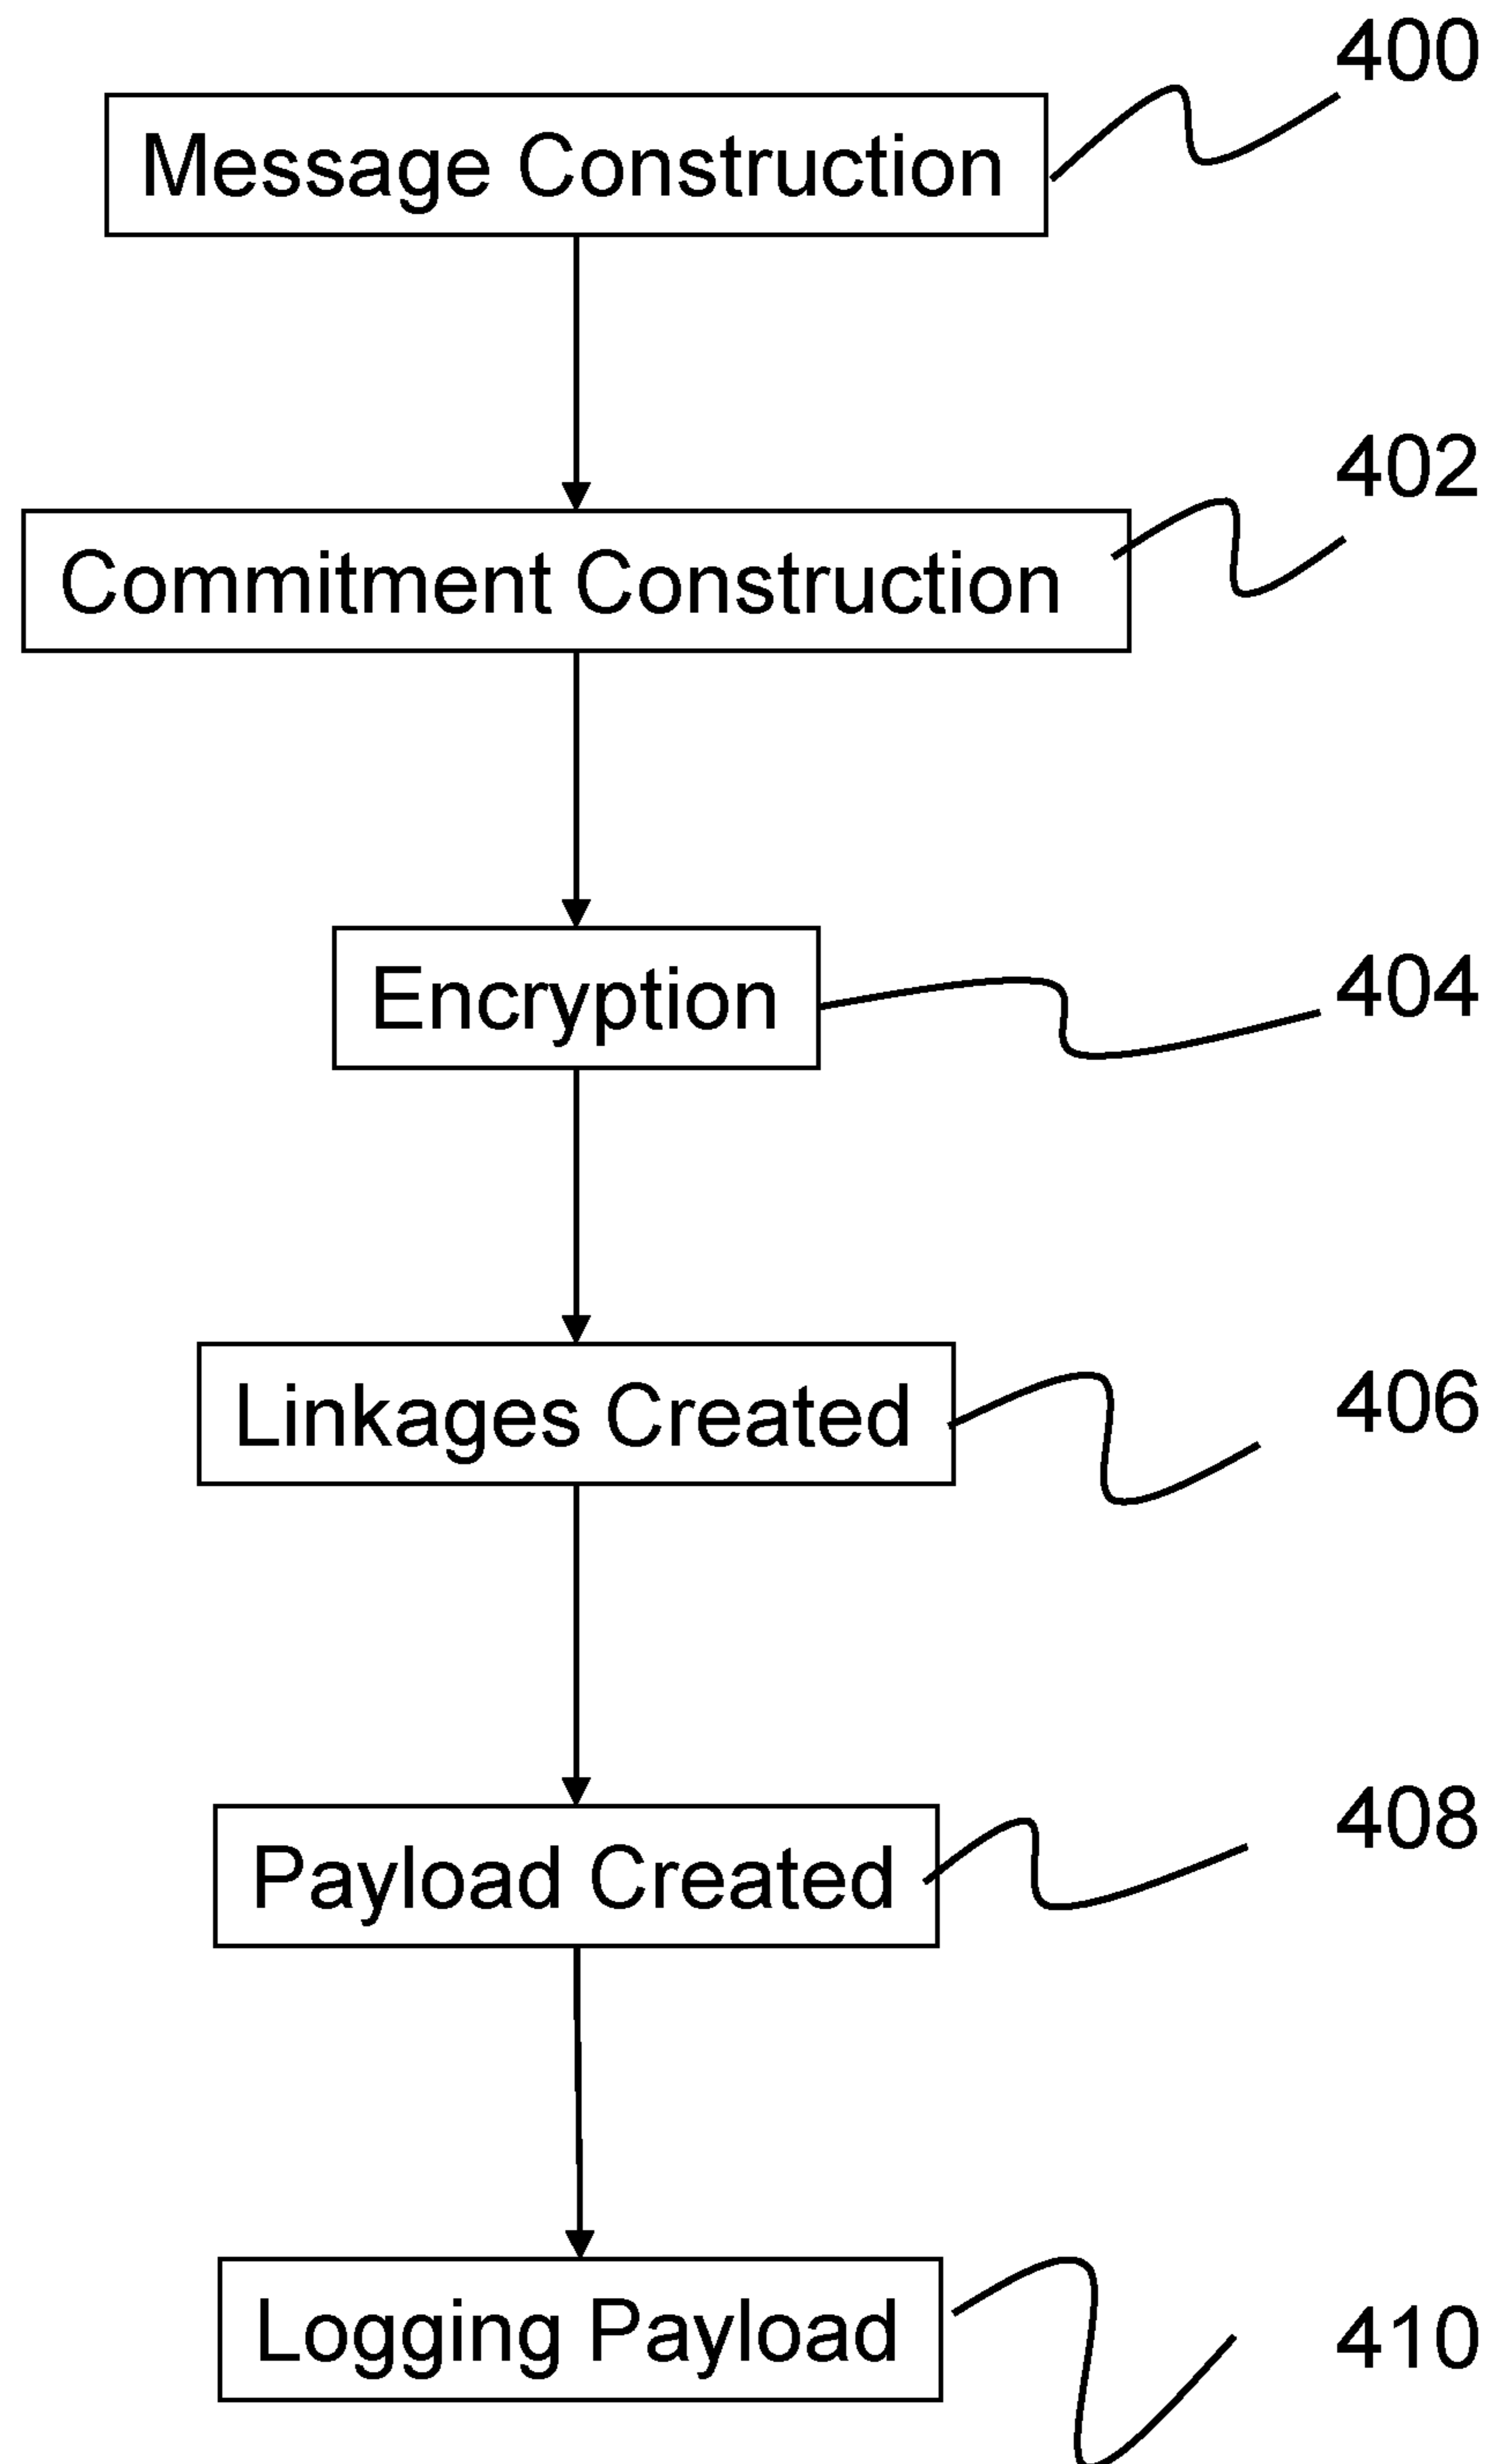 400
Message Construction
402
Commitment Construction
Encryption
404
Linkages Created
406
408
Payload Created
Logging Payload
410